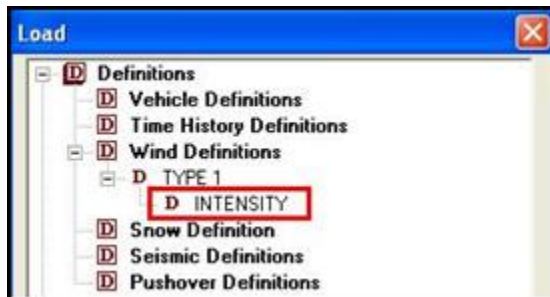 Load
Definitions
Vehicle Definitions
Time History Definitions
Wind Definitions
TYPE 1
INTENSITY
Snow Definition
Seismic Definitions
Pushover Definitions